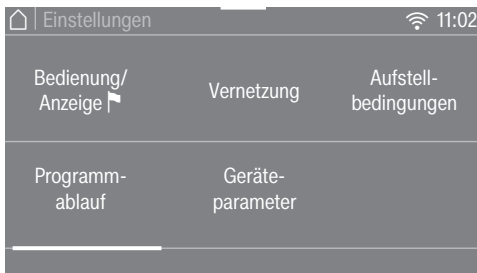 Einstellungen 11:02
Bedienung/
Anzeige
Vernetzung
Aufstell-
bedingungen
Programm-
ablauf
Geräte-
parameter